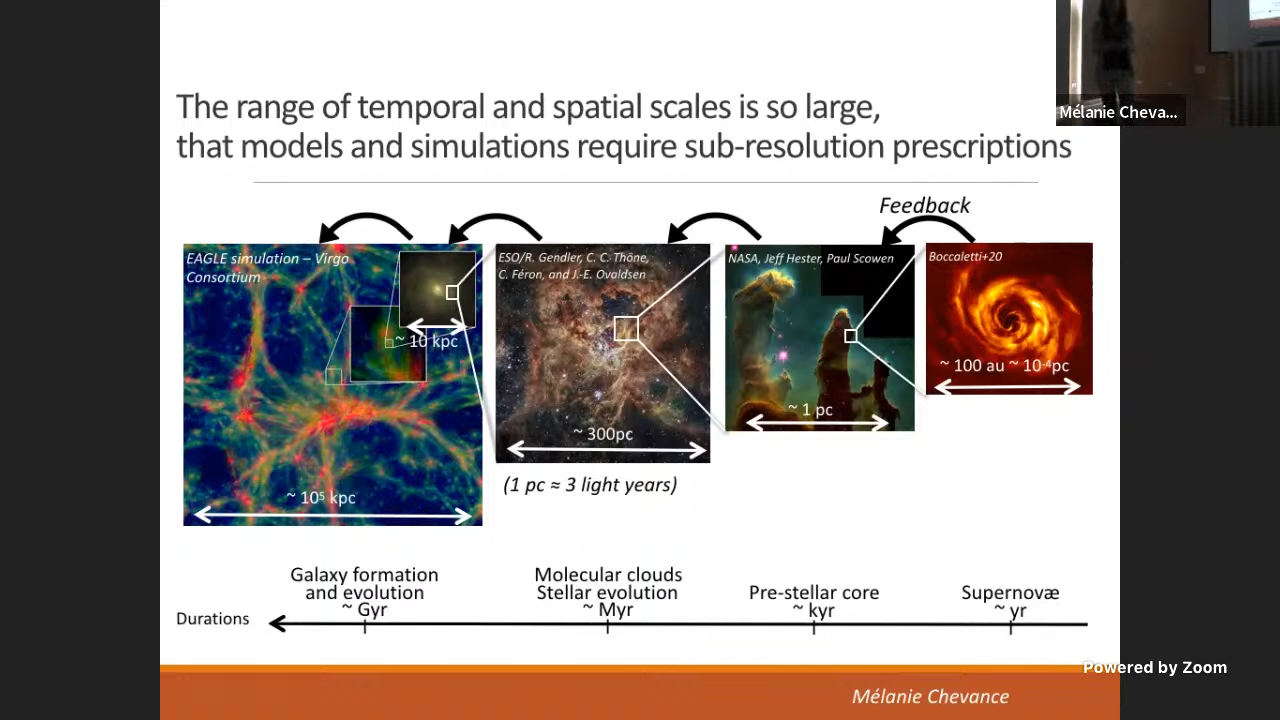 Mélanie Cheva...
The range of temporal and spatial scales is so large,
that models and simulations require sub-resolution prescriptions
Feedback
EAGLE simulation – Virgo
Consortium
~ 10 kpc
~ 10⁵ kpc
ESO/R. Gendler, C. C. Thöne,
C. Féron, and J.-E. Ovaldsen
~ 300pc
(1 pc ≈ 3 light years)
NASA, Jeff Hester, Paul Scowen
~ 1 pc
Boccaletti+20
~ 100 au ~ 10⁻⁴pc
Galaxy formation
and evolution
~ Gyr
Molecular clouds
Stellar evolution
~ Myr
Pre-stellar core
~ kyr
Supernovæ
~ yr
Durations
Powered by Zoom
Mélanie Chevance